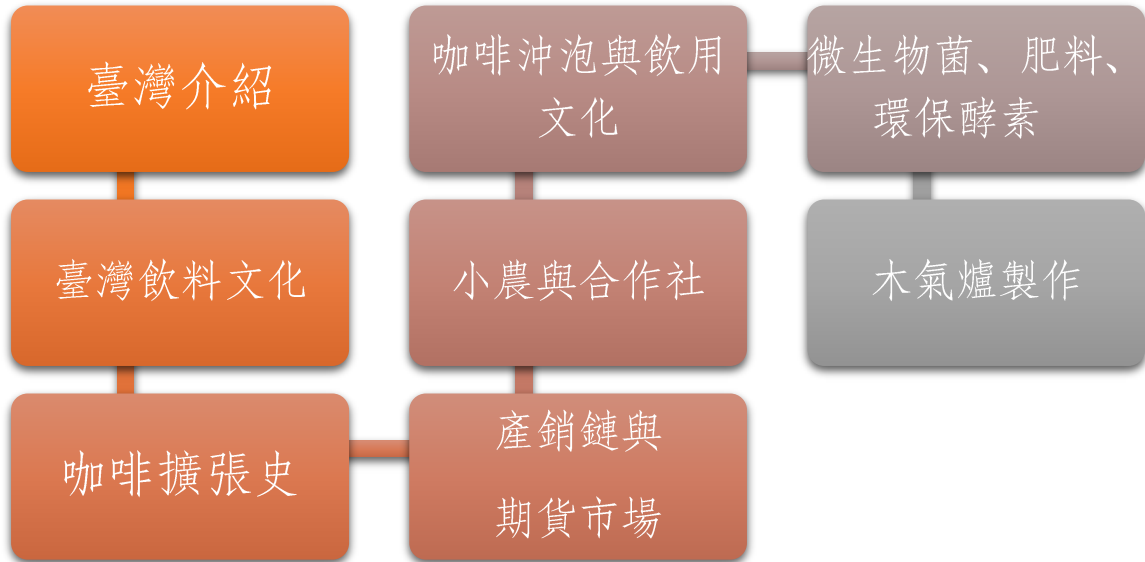 臺灣介紹
臺灣飲料文化
咖啡擴張史
產銷鏈與
期貨市場
小農與合作社
咖啡沖泡與飲用
文化
微生物菌、肥料、
環保酵素
木氣爐製作